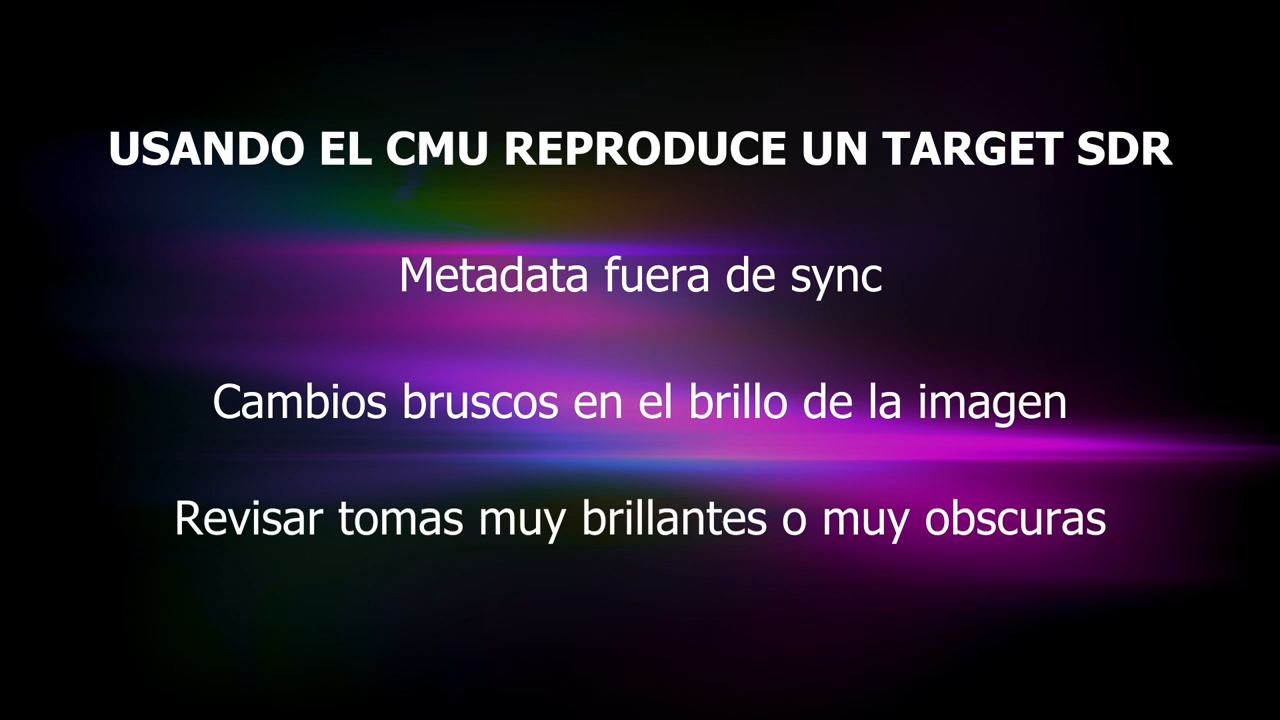 USANDO EL CMU REPRODUCE UN TARGET SDR
Metadata fuera de sync
Cambios bruscos en el brillo de la imagen
Revisar tomas muy brillantes o muy obscuras